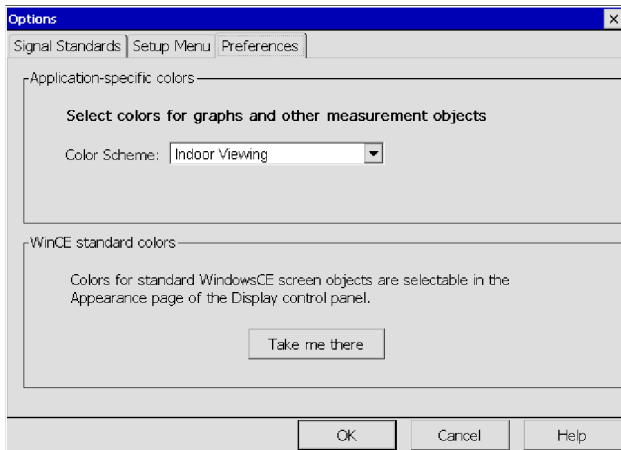 Options
Signal Standards Setup Menu Preferences
Application-specific colors
Select colors for graphs and other measurement objects
Color Scheme: Indoor Viewing
WinCE standard colors
Colors for standard WindowsCE screen objects are selectable in the
Appearance page of the Display control panel.
Take me there
OK Cancel Help